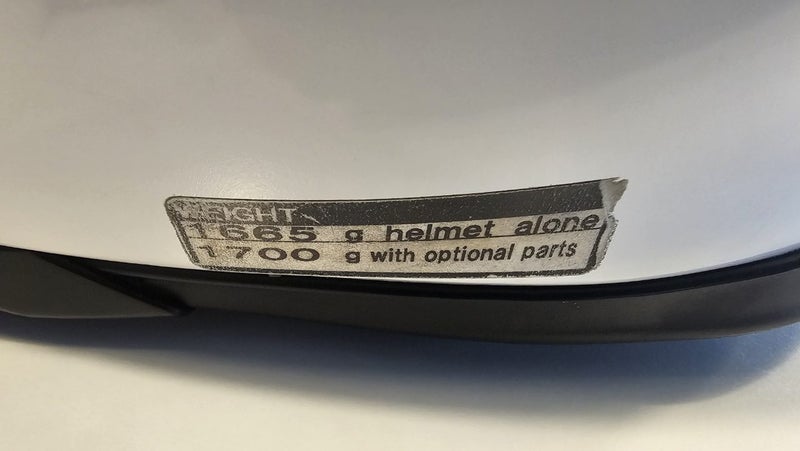 WEIGHT
1665 g helmet alone
1700 g with optional parts